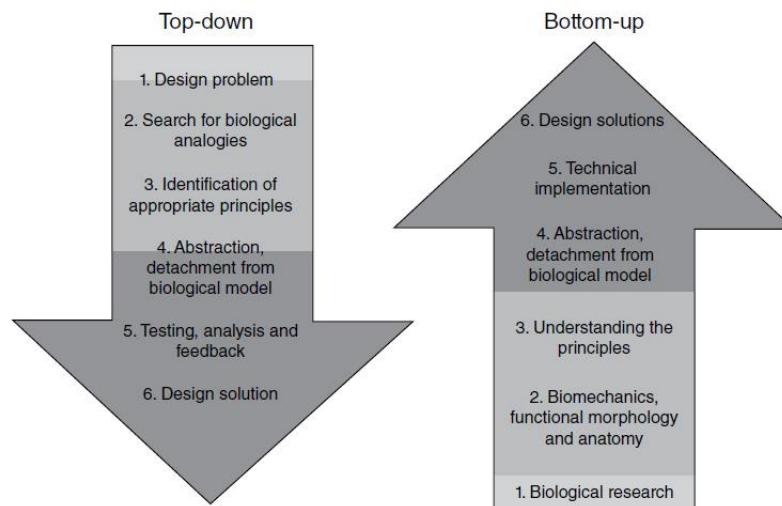 Top-down
1. Design problem
2. Search for biological
analogies
3. Identification of
appropriate principles
4. Abstraction,
detachment from
biological model
5. Testing, analysis and
feedback
6. Design solution
Bottom-up
6. Design solutions
5. Technical
implementation
4. Abstraction,
detachment from
biological model
3. Understanding the
principles
2. Biomechanics,
functional morphology
and anatomy
1. Biological research